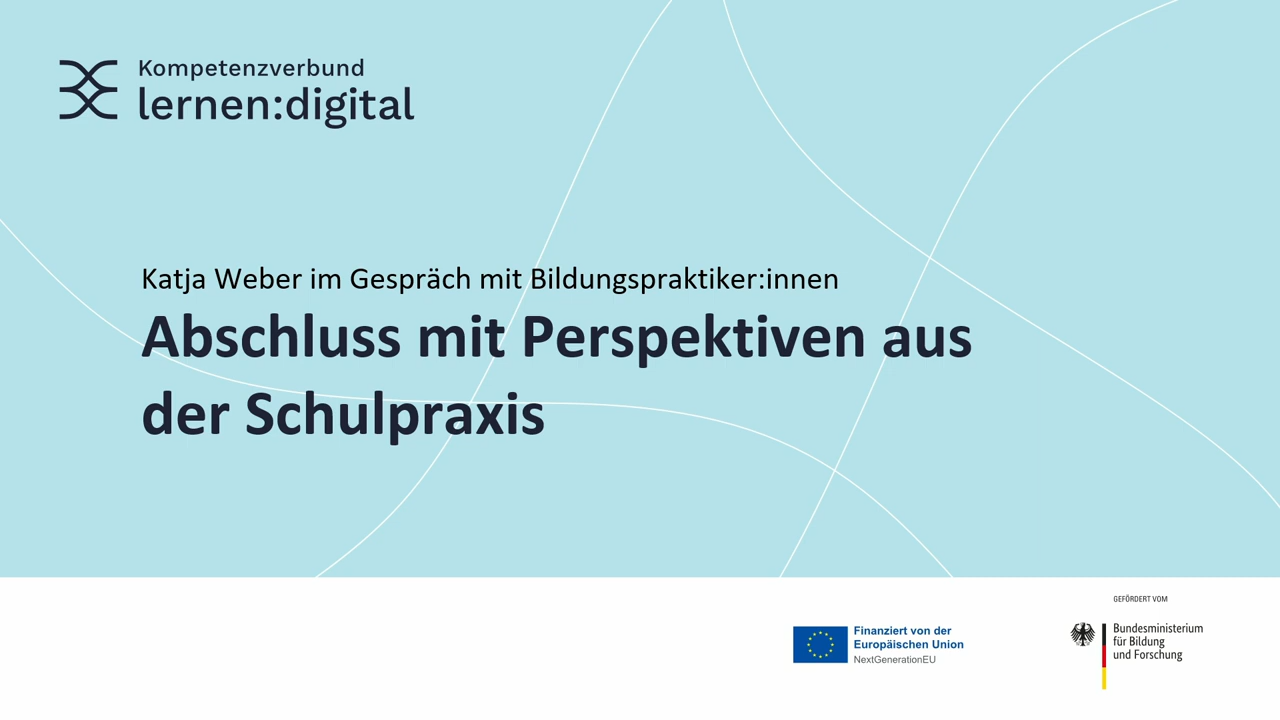 Kompetenzverbund
lernen:digital
Katja Weber im Gespräch mit Bildungspraktiker:innen
Abschluss mit Perspektiven aus
der Schulpraxis
Finanziert von der
Europäischen Union
NextGenerationEU
GEFÖRDERT VOM
Bundesministerium
für Bildung
und Forschung